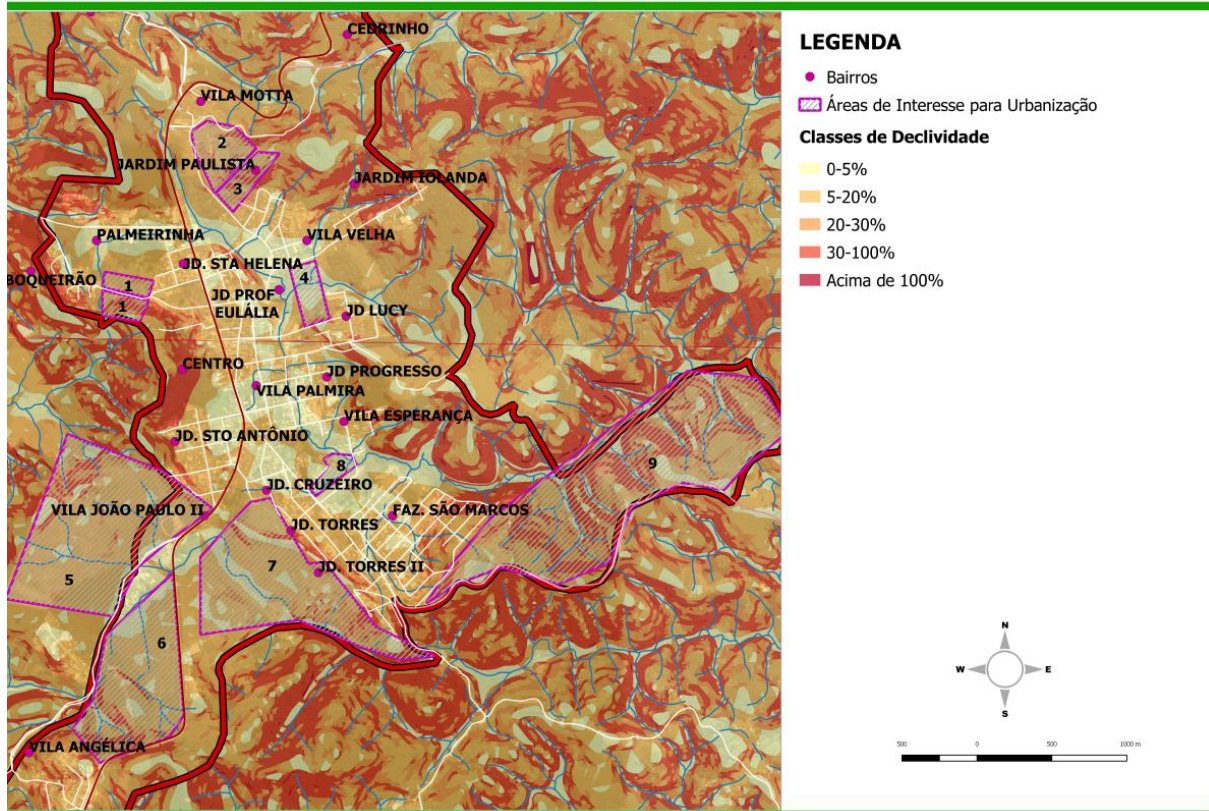 CEDRINHO
VILA MOTTA
2
JARDIM PAULISTA
3
JARDIM IOLANDA
PALMEIRINHA
VILA VELHA
JD. STA HELENA
BOQUEIRÃO
1
4
JD PROF
EULÁLIA
1
JD LUCY
CENTRO
JD PROGRESSO
VILA PALMIRA
VILA ESPERANÇA
JD. STO ANTÔNIO
8
9
JD. CRUZEIRO
VILA JOÃO PAULO II
FAZ. SÃO MARCOS
JD. TORRES
7
JD. TORRES II
5
6
VILA ANGÉLICA
LEGENDA
Bairros
Áreas de Interesse para Urbanização
Classes de Declividade
0-5%
5-20%
20-30%
30-100%
Acima de 100%
N
W E
S
500 0 500 1000 m